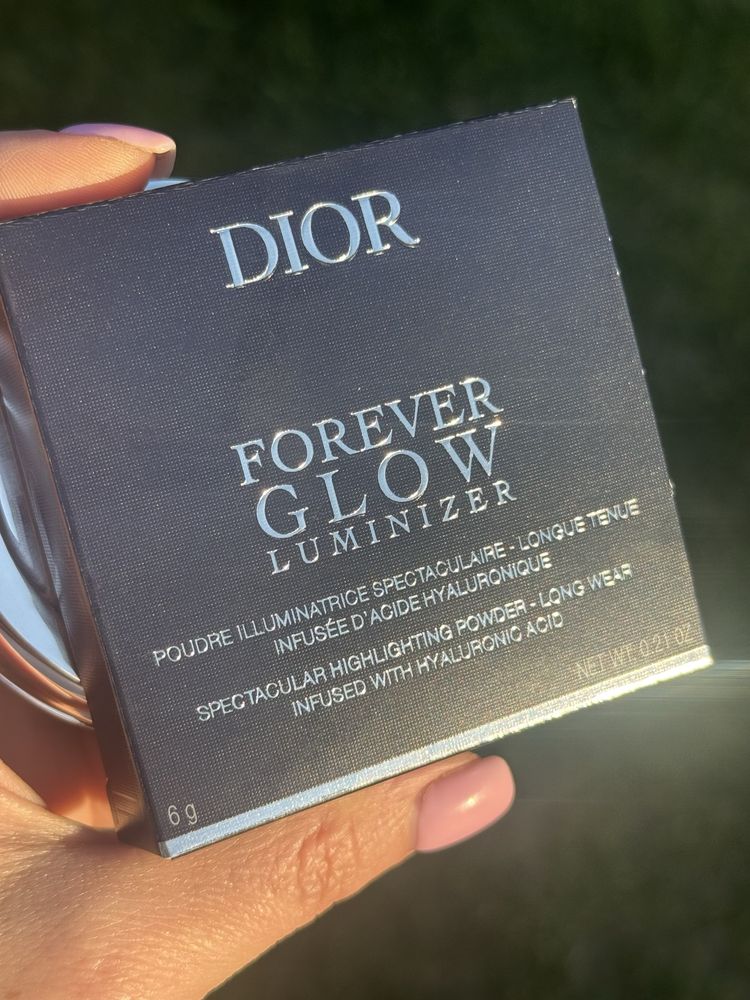 DIOR
FOREVER
GLOW
LUMINIZER
POUDRE ILLUMINATRICE SPECTACULAIRE - LONGUE TENUE
INFUSÉE D'ACIDE HYALURONIQUE
SPECTACULAR HIGHLIGHTING POWDER - LONG WEAR
INFUSED WITH HYALURONIC ACID
6 g
NET WT 0.21 OZ